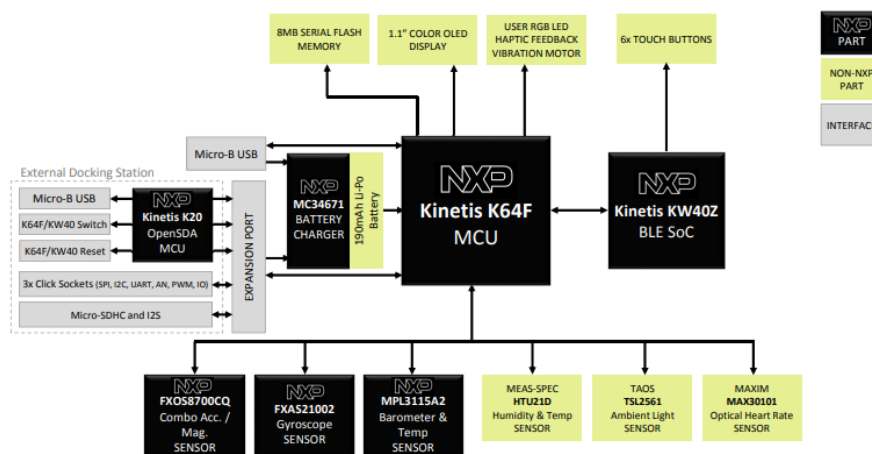 8MB SERIAL FLASH
MEMORY
1.1" COLOR OLED
DISPLAY
USER RGB LED
HAPTIC FEEDBACK
VIBRATION MOTOR
6x TOUCH BUTTONS
NXP
PART
NON-NXP
PART
INTERFAC
Micro-B USB
NXP
MC34671
BATTERY
CHARGER
190mAh Li-Po
Battery
NXP
Kinetis K64F
MCU
NXP
Kinetis KW40Z
BLE SoC
External Docking Station
Micro-B USB
K64F/KW40 Switch
K64F/KW40 Reset
NXP
Kinetis K20
OpenSDA
MCU
EXPANSION PORT
3x Click Sockets (SPI, I2C, UART, AN, PWM, IO)
Micro-SDHC and I2S
NXP
FXOS8700CQ
Combo Acc. /
Mag.
SENSOR
NXP
FXAS21002
Gyroscope
SENSOR
NXP
MPL3115A2
Barometer &
Temp
SENSOR
MEAS-SPEC
HTU21D
Humidity & Temp
SENSOR
TAOS
TSL2561
Ambient Light
SENSOR
MAXIM
MAX30101
Optical Heart Rate
SENSOR